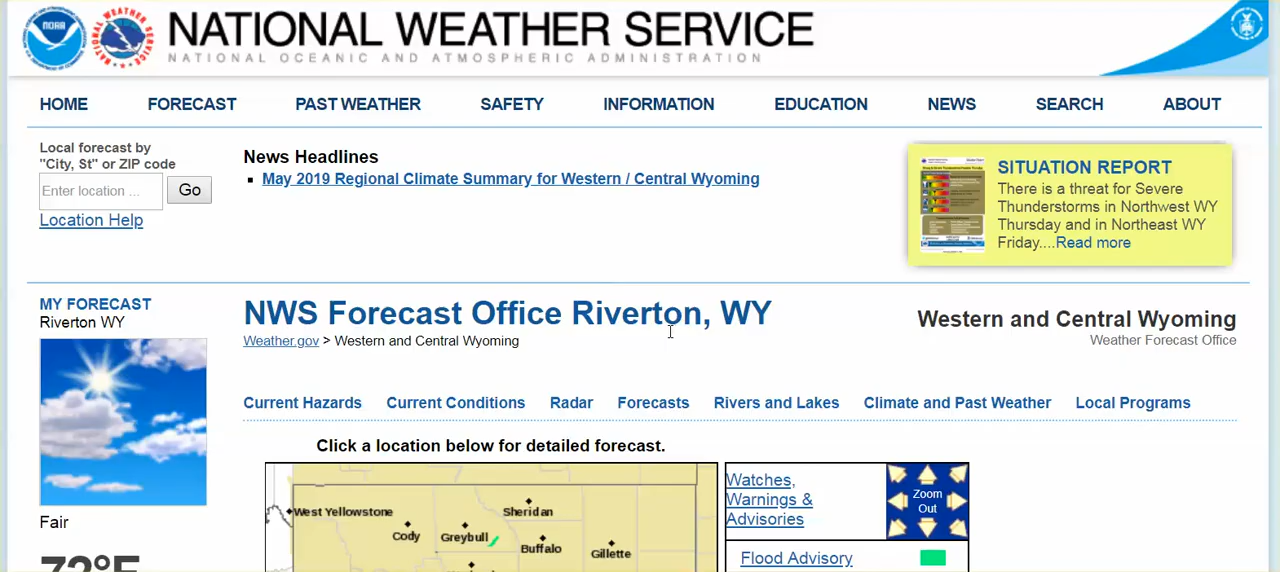 NOAA
NATIONAL WEATHER SERVICE
NATIONAL OCEANIC AND ATMOSPHERIC ADMINISTRATION
HOME FORECAST PAST WEATHER SAFETY INFORMATION EDUCATION NEWS SEARCH ABOUT
Local forecast by
"City, St" or ZIP code
Enter location ...
Go
Location Help
News Headlines
May 2019 Regional Climate Summary for Western / Central Wyoming
SITUATION REPORT
There is a threat for Severe
Thunderstorms in Northwest WY
Thursday and in Northeast WY
Friday....Read more
MY FORECAST
Riverton WY
Fair
72°F
NWS Forecast Office Riverton, WY
Weather.gov > Western and Central Wyoming
Western and Central Wyoming
Weather Forecast Office
Current Hazards Current Conditions Radar Forecasts Rivers and Lakes Climate and Past Weather Local Programs
Click a location below for detailed forecast.
West Yellowstone
Cody
Greybull
Sheridan
Buffalo
Gillette
Watches,
Warnings &
Advisories
Zoom
Out
Flood Advisory